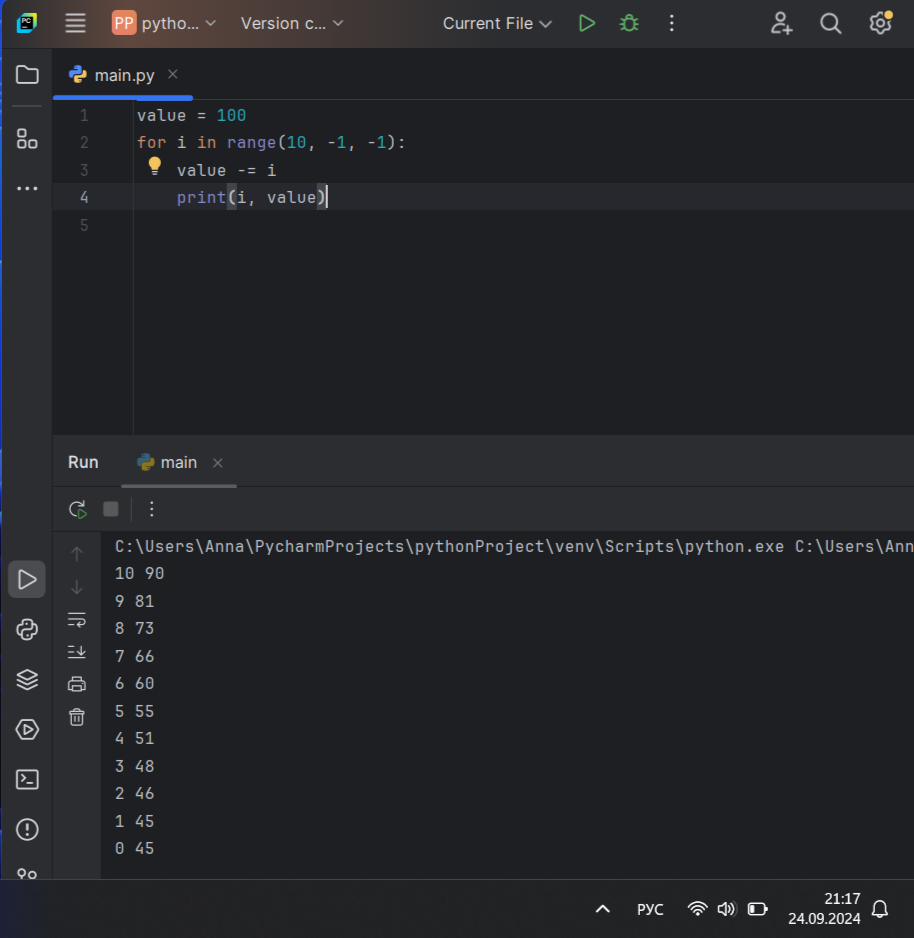 PC PP pytho... Version c... Current File
main.py
1 value = 100
2 for i in range(10, -1, -1):
3 value -= i
4 print(i, value)
5
Run main
C:\Users\Anna\PycharmProjects\pythonProject\venv\Scripts\python.exe C:\Users\Ann
10 90
9 81
8 73
7 66
6 60
5 55
4 51
3 48
2 46
1 45
0 45
РУС
21:17
24.09.2024